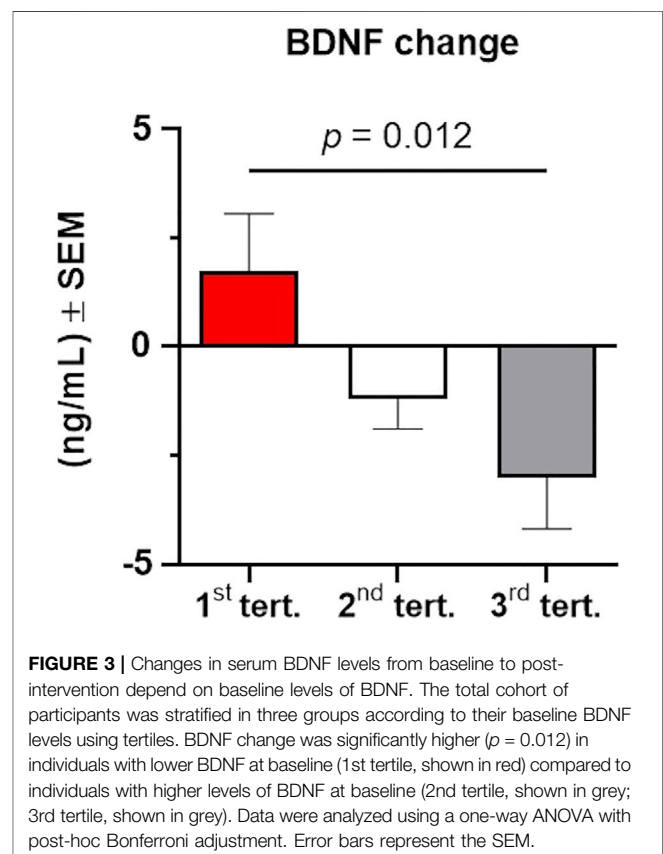 BDNF change
5
p = 0.012
(ng/mL) ± SEM
0
-5
1st tert. 2nd tert. 3rd tert.
FIGURE 3 | Changes in serum BDNF levels from baseline to post-
intervention depend on baseline levels of BDNF. The total cohort of
participants was stratified in three groups according to their baseline BDNF
levels using tertiles. BDNF change was significantly higher (p = 0.012) in
individuals with lower BDNF at baseline (1st tertile, shown in red) compared to
individuals with higher levels of BDNF at baseline (2nd tertile, shown in grey;
3rd tertile, shown in grey). Data were analyzed using a one-way ANOVA with
post-hoc Bonferroni adjustment. Error bars represent the SEM.